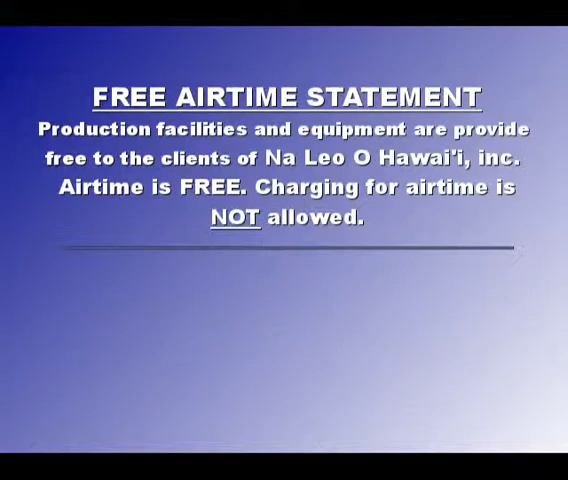 FREE AIRTIME STATEMENT
Production facilities and equipment are provide
free to the clients of Na Leo O Hawai'i, inc.
Airtime is FREE. Charging for airtime is
NOT allowed.